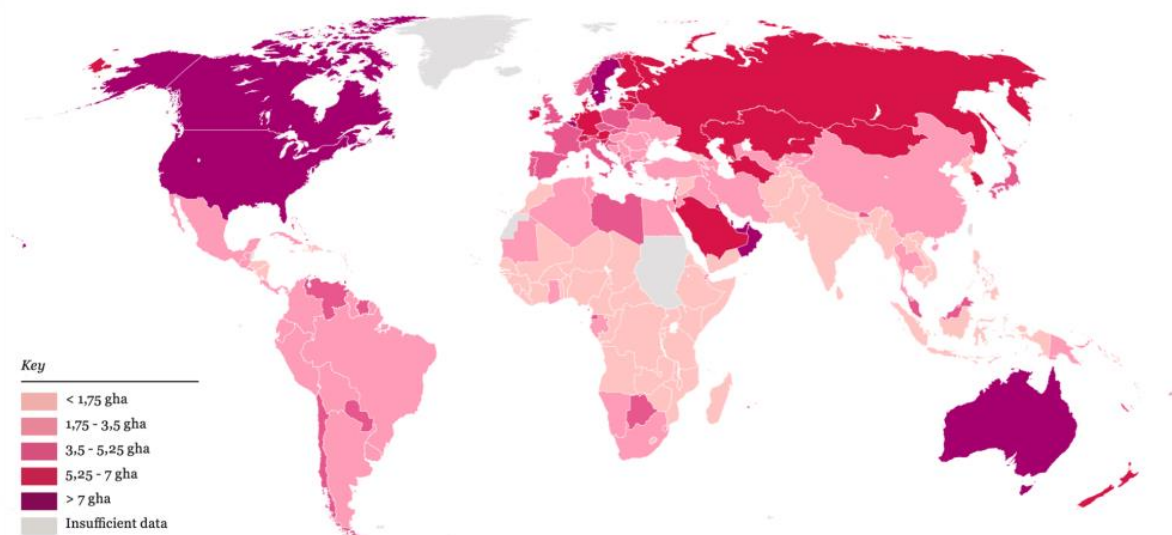 Key
< 1,75 gha
1,75 - 3,5 gha
3,5 - 5,25 gha
5,25 - 7 gha
> 7 gha
Insufficient data